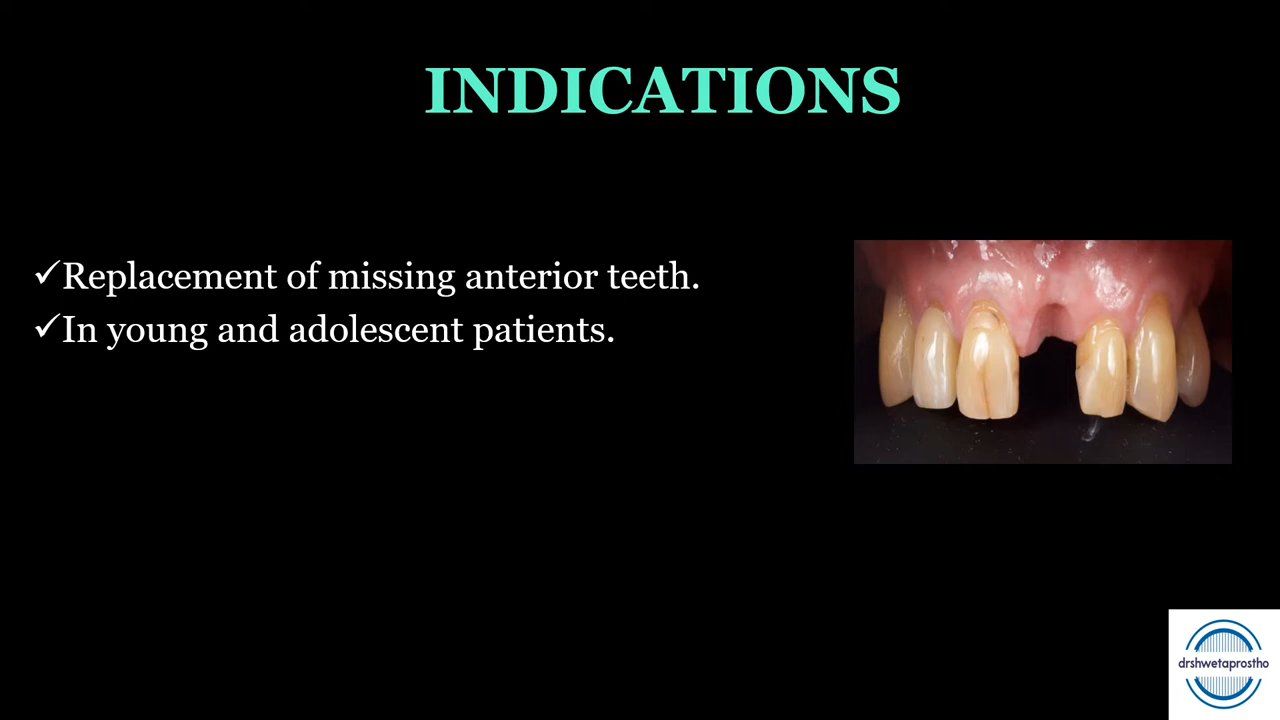 INDICATIONS
✓Replacement of missing anterior teeth.
✓In young and adolescent patients.
drshwetaprostho